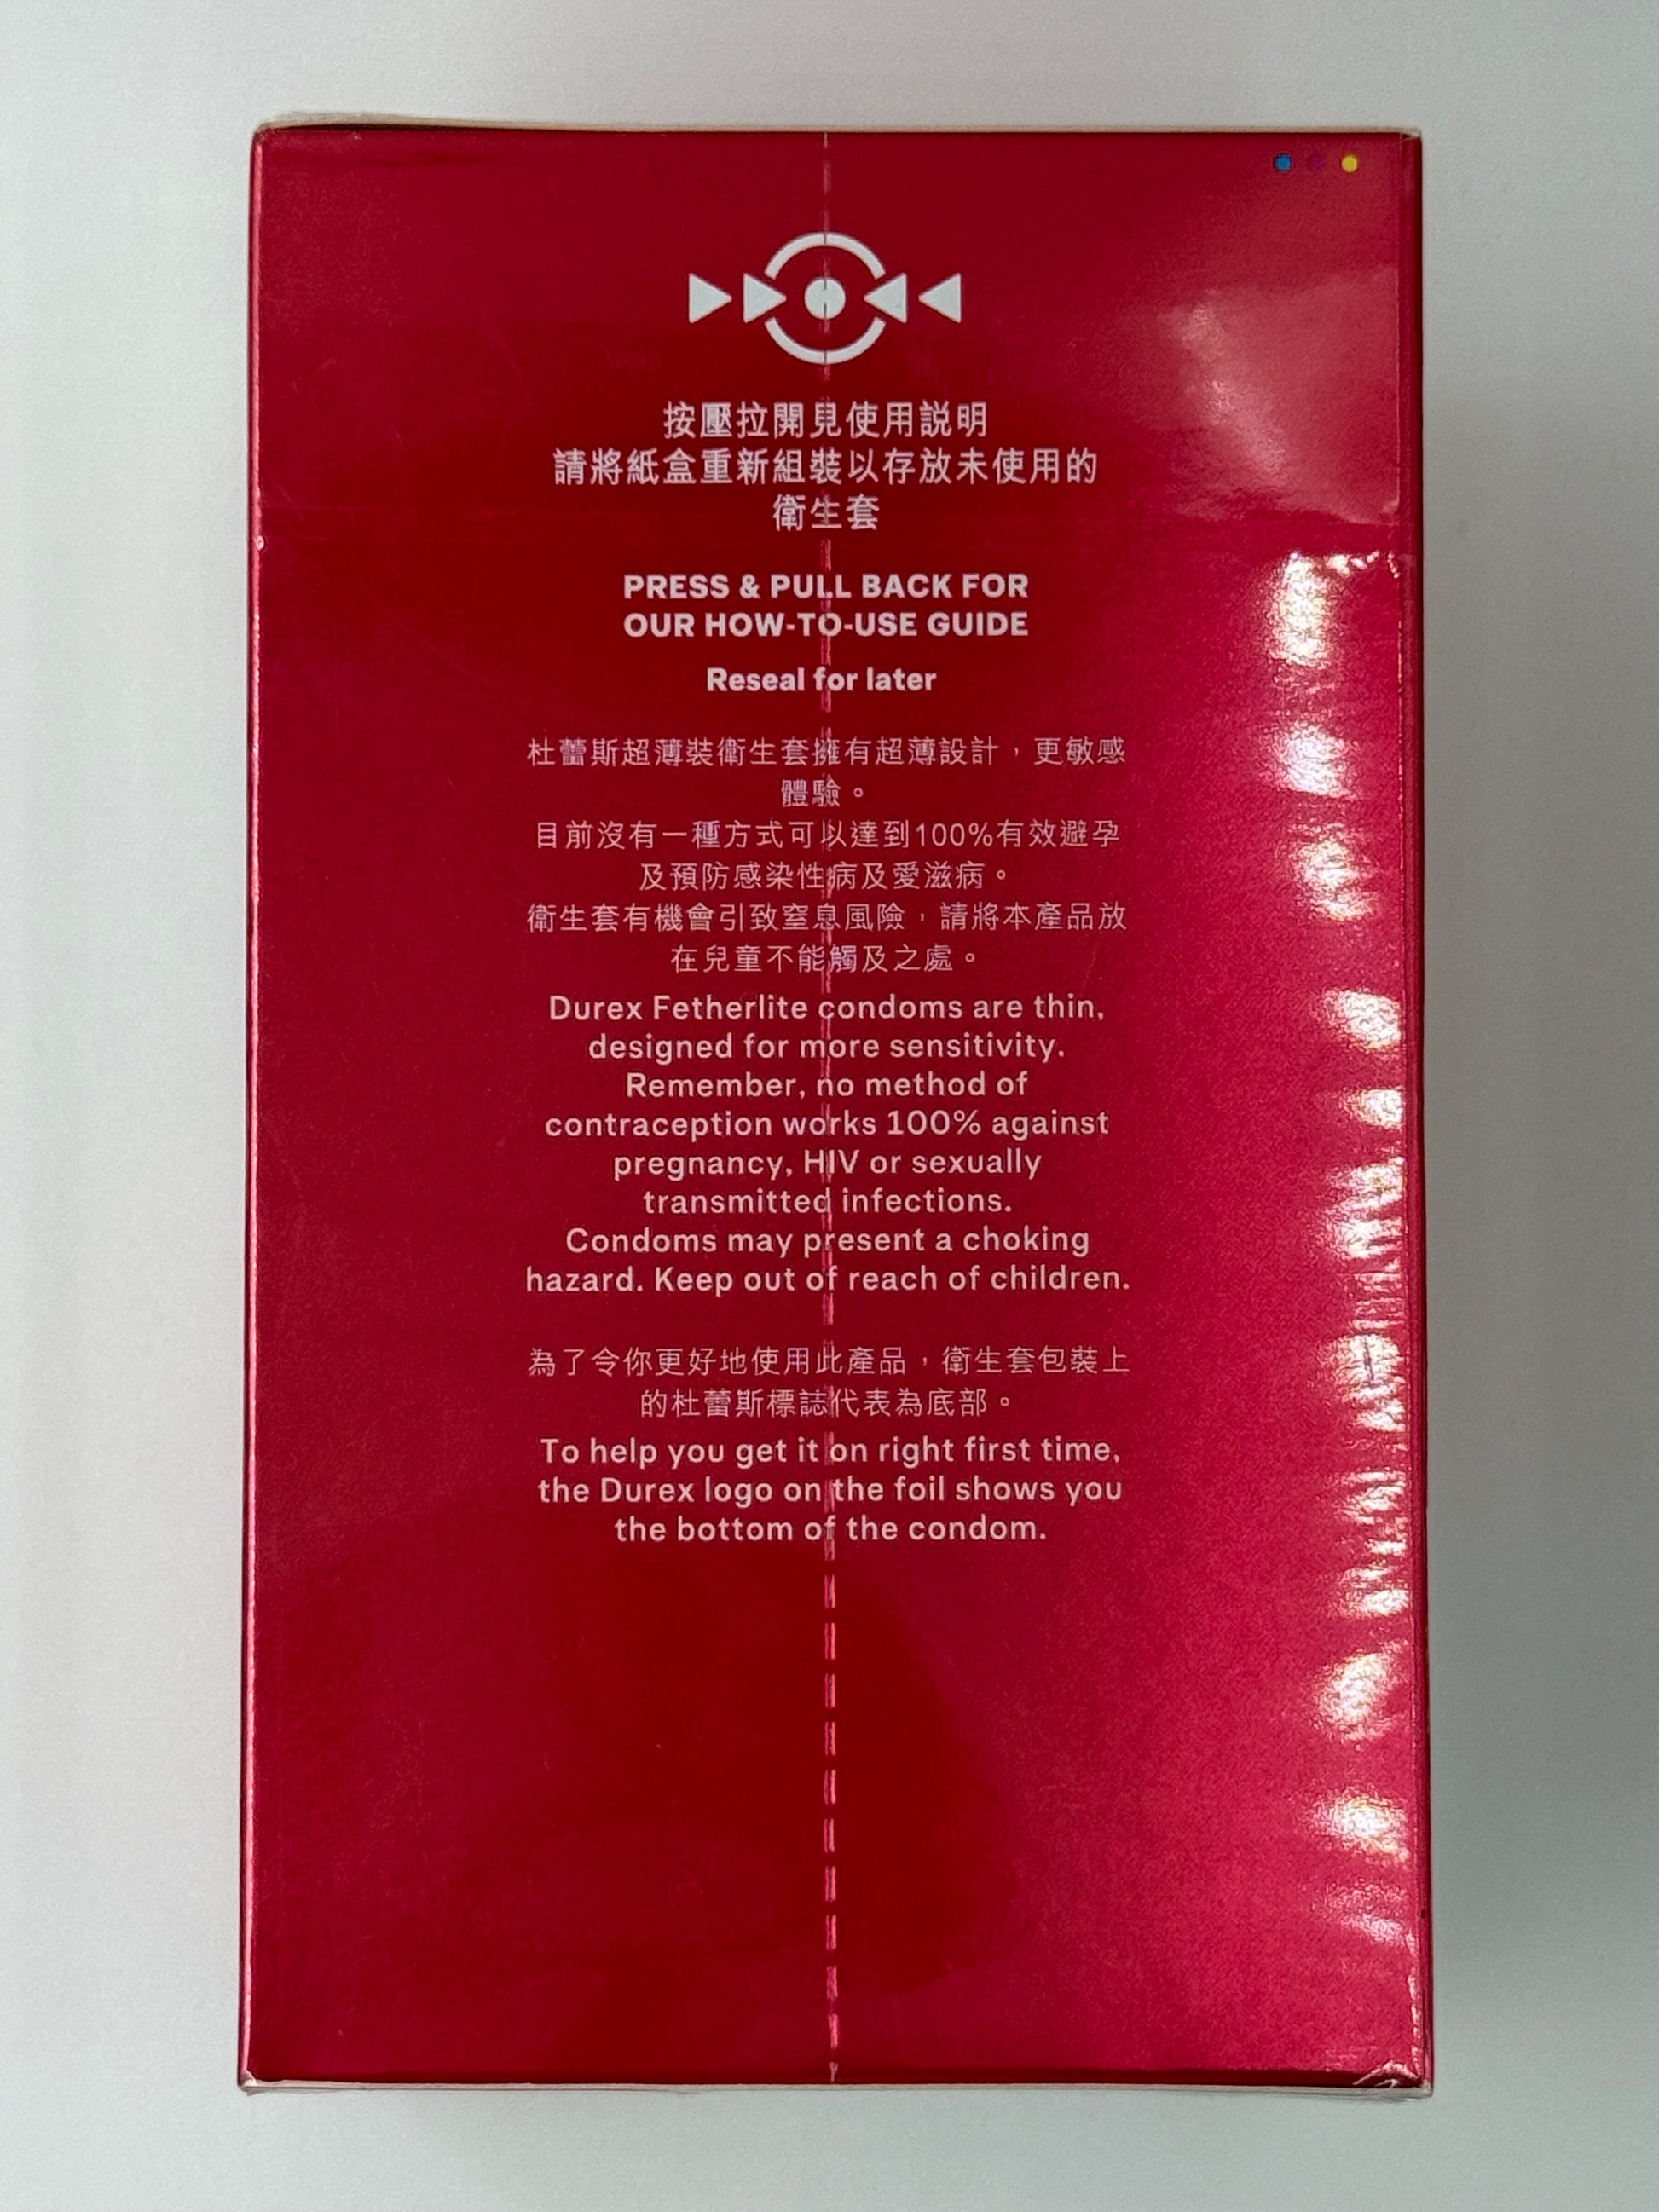 按壓拉開見使用説明
請將紙盒重新組裝以存放未使用的
衛生套
PRESS & PULL BACK FOR
OUR HOW-TO-USE GUIDE
Reseal for later
杜蕾斯超薄裝衛生套擁有超薄設計，更敏感
體驗。
目前沒有一種方式可以達到100%有效避孕
及預防感染性病及愛滋病。
衛生套有機會引致窒息風險，請將本產品放
在兒童不能觸及之處。
Durex Fetherlite condoms are thin,
designed for more sensitivity.
Remember, no method of
contraception works 100% against
pregnancy, HIV or sexually
transmitted infections.
Condoms may present a choking
hazard. Keep out of reach of children.
為了令你更好地使用此產品，衛生套包裝上
的杜蕾斯標誌代表為底部。
To help you get it on right first time,
the Durex logo on the foil shows you
the bottom of the condom.